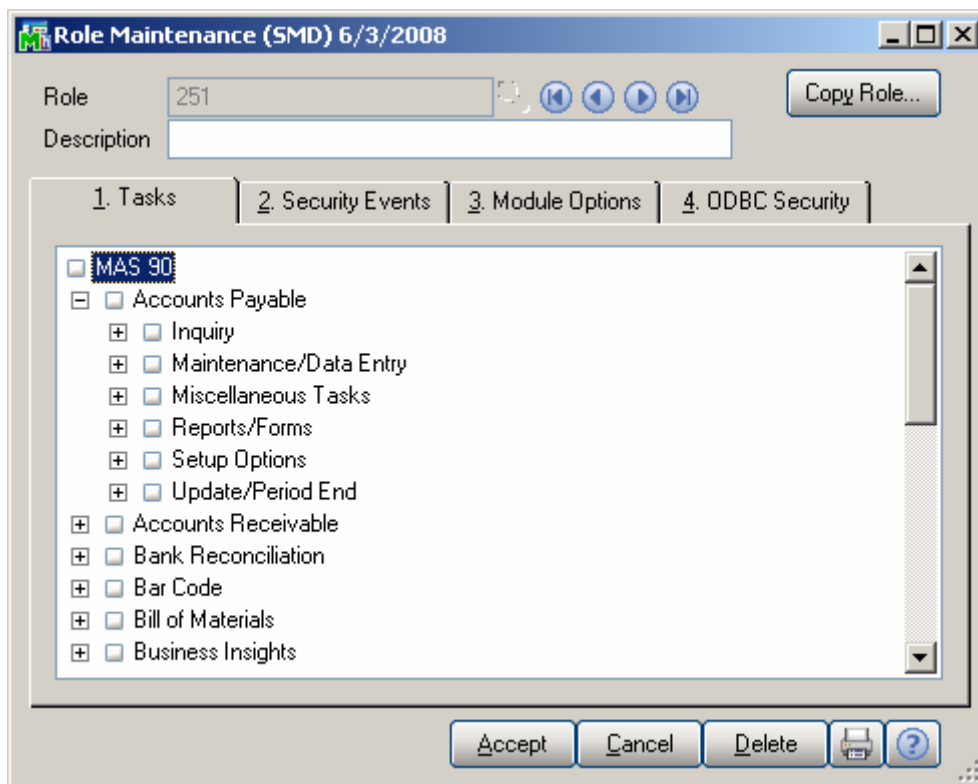 Role Maintenance (SMD) 6/3/2008
Role 251 Copy Role...
Description
1. Tasks 2. Security Events 3. Module Options 4. ODBC Security
MAS 90
Accounts Payable
Inquiry
Maintenance/Data Entry
Miscellaneous Tasks
Reports/Forms
Setup Options
Update/Period End
Accounts Receivable
Bank Reconciliation
Bar Code
Bill of Materials
Business Insights
Accept Cancel Delete ?